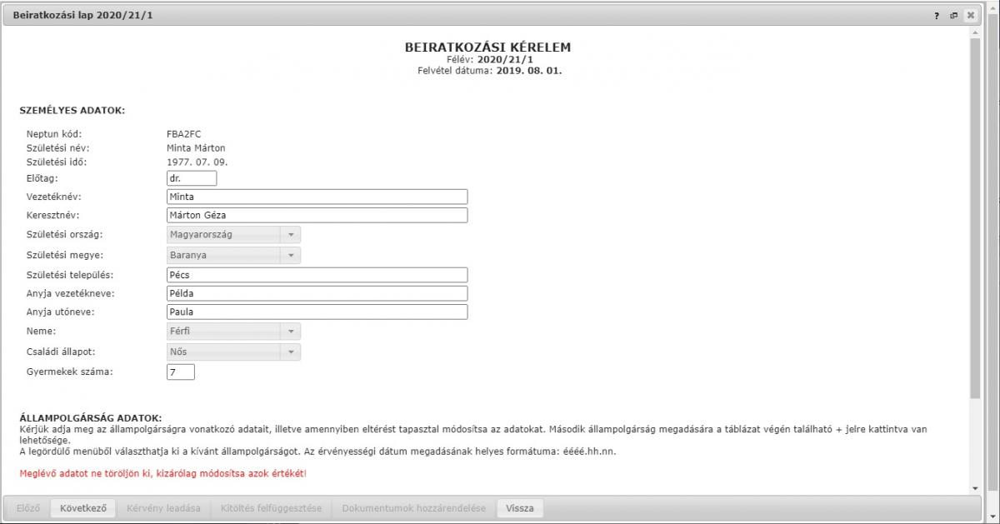 Beiratkozási lap 2020/21/1
?
BEIRATKOZÁSI KÉRELEM
Félév: 2020/21/1
Felvétel dátuma: 2019. 08. 01.
SZEMÉLYES ADATOK:
Neptun kód: FBA2FC
Születési név: Minta Márton
Születési idő: 1977. 07. 09.
Előtag: dr.
Vezetéknév: Minta
Keresztnév: Márton Géza
Születési ország: Magyarország
Születési megye: Baranya
Születési település: Pécs
Anyja vezetékneve: Példa
Anyja utóneve: Paula
Neme: Férfi
Családi állapot: Nős
Gyermekek száma: 7
ÁLLAMPOLGÁRSÁG ADATOK:
Kérjük adja meg az állampolgárságra vonatkozó adatait, illetve amennyiben eltérést tapasztal módosítsa az adatokat. Második állampolgárság megadására a táblázat végén található + jelre kattintva van
lehetősége.
A legördülő menüből választhatja ki a kívánt állampolgárságot. Az érvényességi dátum megadásának helyes formátuma: éééé.hh.nn.
Meglévő adatot ne töröljön ki, kizárólag módosítsa azok értékét!
Előző Következő Kérvény leadása Kitöltés felfüggesztése Dokumentumok hozzárendelése Vissza